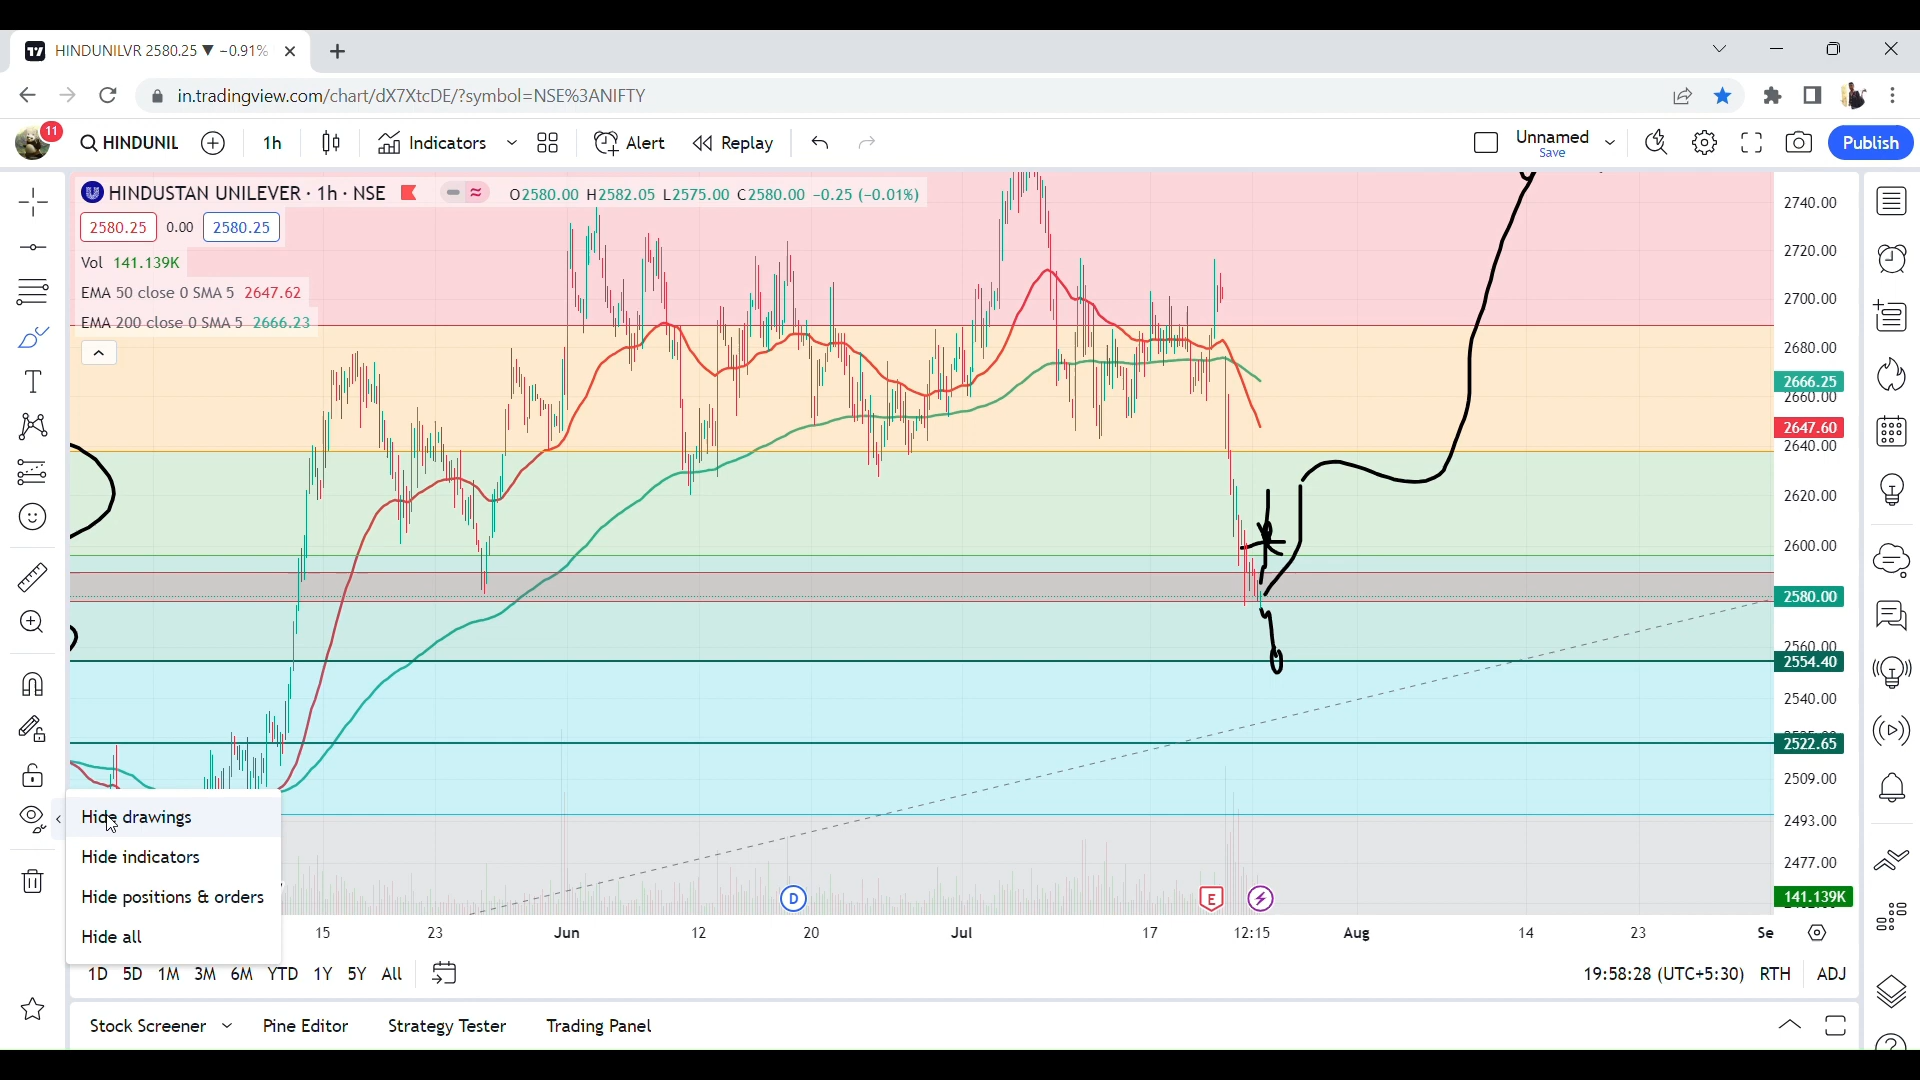 HINDUNILVR 2580.25 ▼ −0.91%
in.tradingview.com/chart/dX7XtcDE/?symbol=NSE%3ANIFTY
11
HINDUNIL
1h
Indicators
Alert
Replay
Unnamed
Save
Publish
HINDUSTAN UNILEVER · 1h · NSE
O2580.00 H2582.05 L2575.00 C2580.00 −0.25 (−0.01%)
2580.25
0.00
2580.25
Vol 141.139K
EMA 50 close 0 SMA 5 2647.62
EMA 200 close 0 SMA 5 2666.23
2740.00
2720.00
2700.00
2680.00
2666.25
2660.00
2647.60
2640.00
2620.00
2600.00
2580.00
2560.00
2554.40
2540.00
2522.65
2509.00
2493.00
2477.00
141.139K
Hide drawings
Hide indicators
Hide positions & orders
Hide all
D
E
15
23
Jun
12
20
Jul
17
12:15
Aug
14
23
Se
1D
5D
1M
3M
6M
YTD
1Y
5Y
All
19:58:28 (UTC+5:30)
RTH
ADJ
Stock Screener
Pine Editor
Strategy Tester
Trading Panel